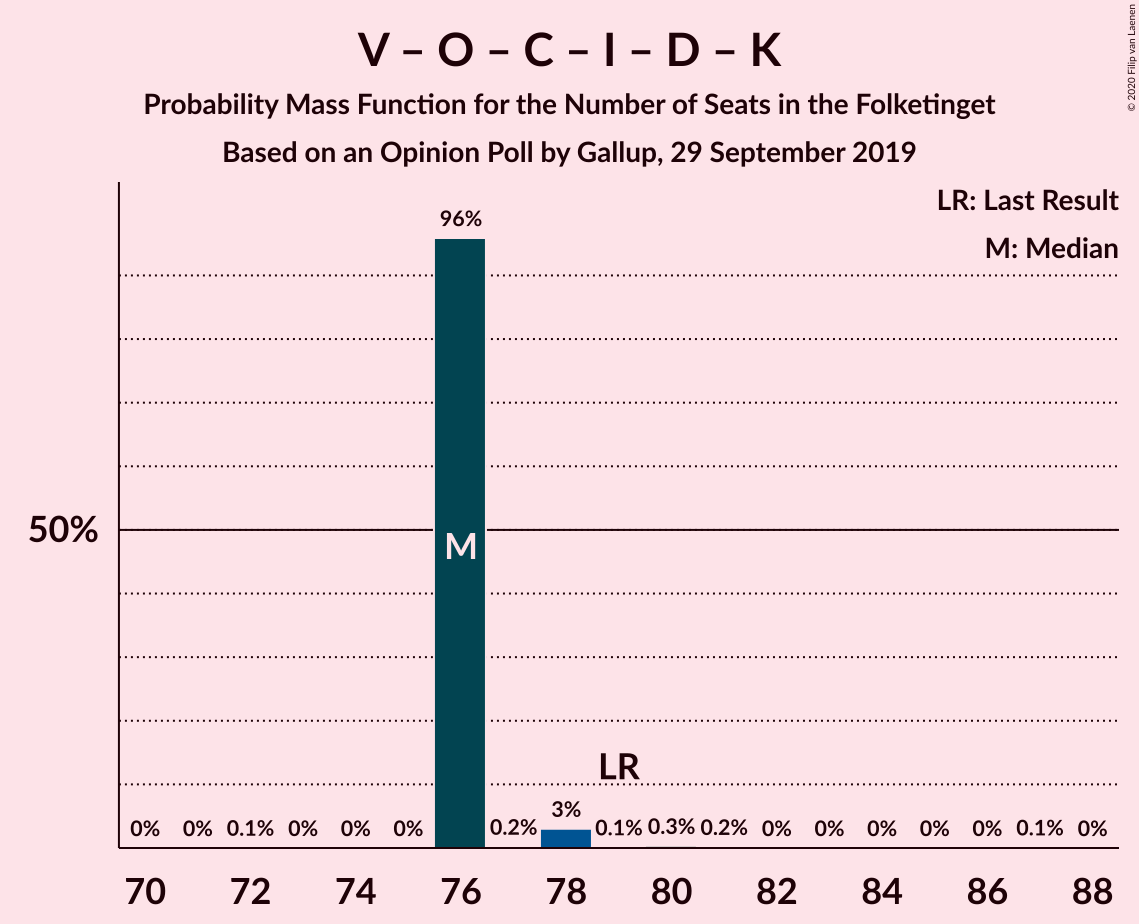 V – O – C – I – D – K
Probability Mass Function for the Number of Seats in the Folketinget
Based on an Opinion Poll by Gallup, 29 September 2019
© 2020 Filip van Laenen
LR: Last Result
M: Median
96%
50%
M
LR
0% 0% 0.1% 0% 0% 0% 0.2% 3% 0.1% 0.3% 0.2% 0% 0% 0% 0% 0% 0.1% 0%
70 72 74 76 78 80 82 84 86 88